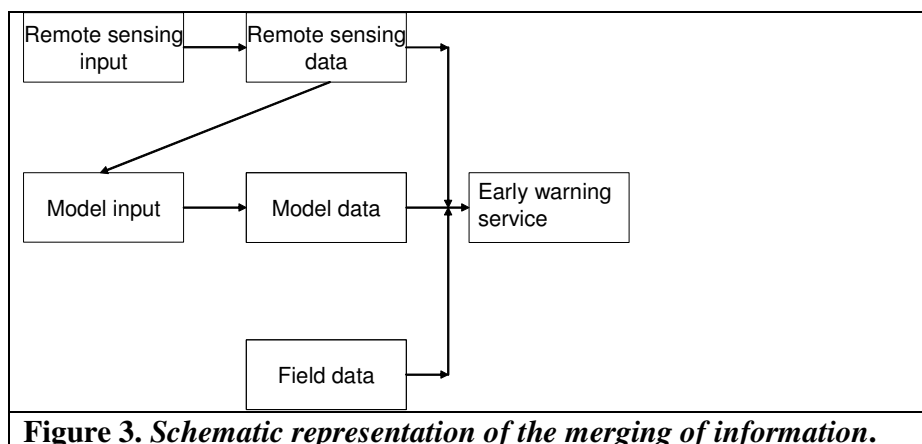 Remote sensing
input
Remote sensing
data
Model input
Model data
Early warning
service
Field data
Figure 3. Schematic representation of the merging of information.